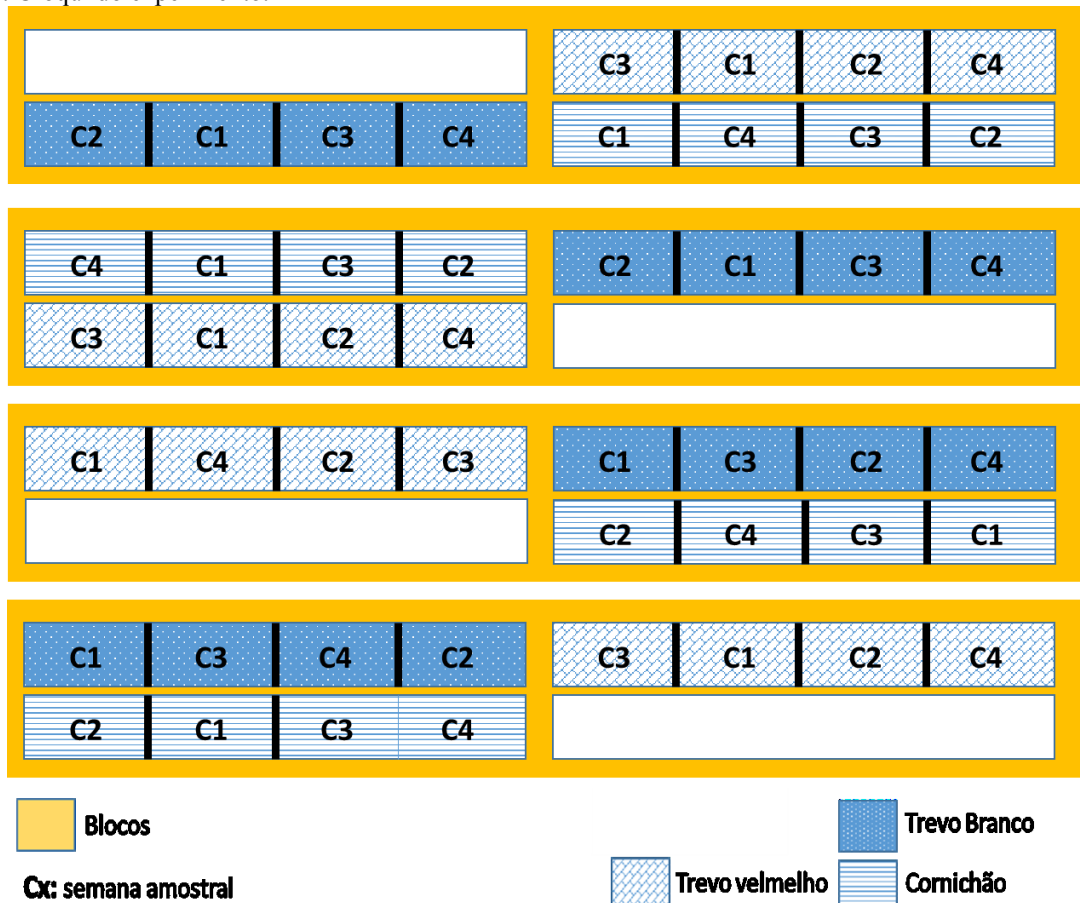 C3 C1 C2 C4
C2 C1 C3 C4 C1 C4 C3 C2
C4 C1 C3 C2 C2 C1 C3 C4
C3 C1 C2 C4
C1 C4 C2 C3 C1 C3 C2 C4
C2 C4 C3 C1
C1 C3 C4 C2 C3 C1 C2 C4
C2 C1 C3 C4
Blocos Trevo Branco
Cx: semana amostral Trevo velmelho Cornichão